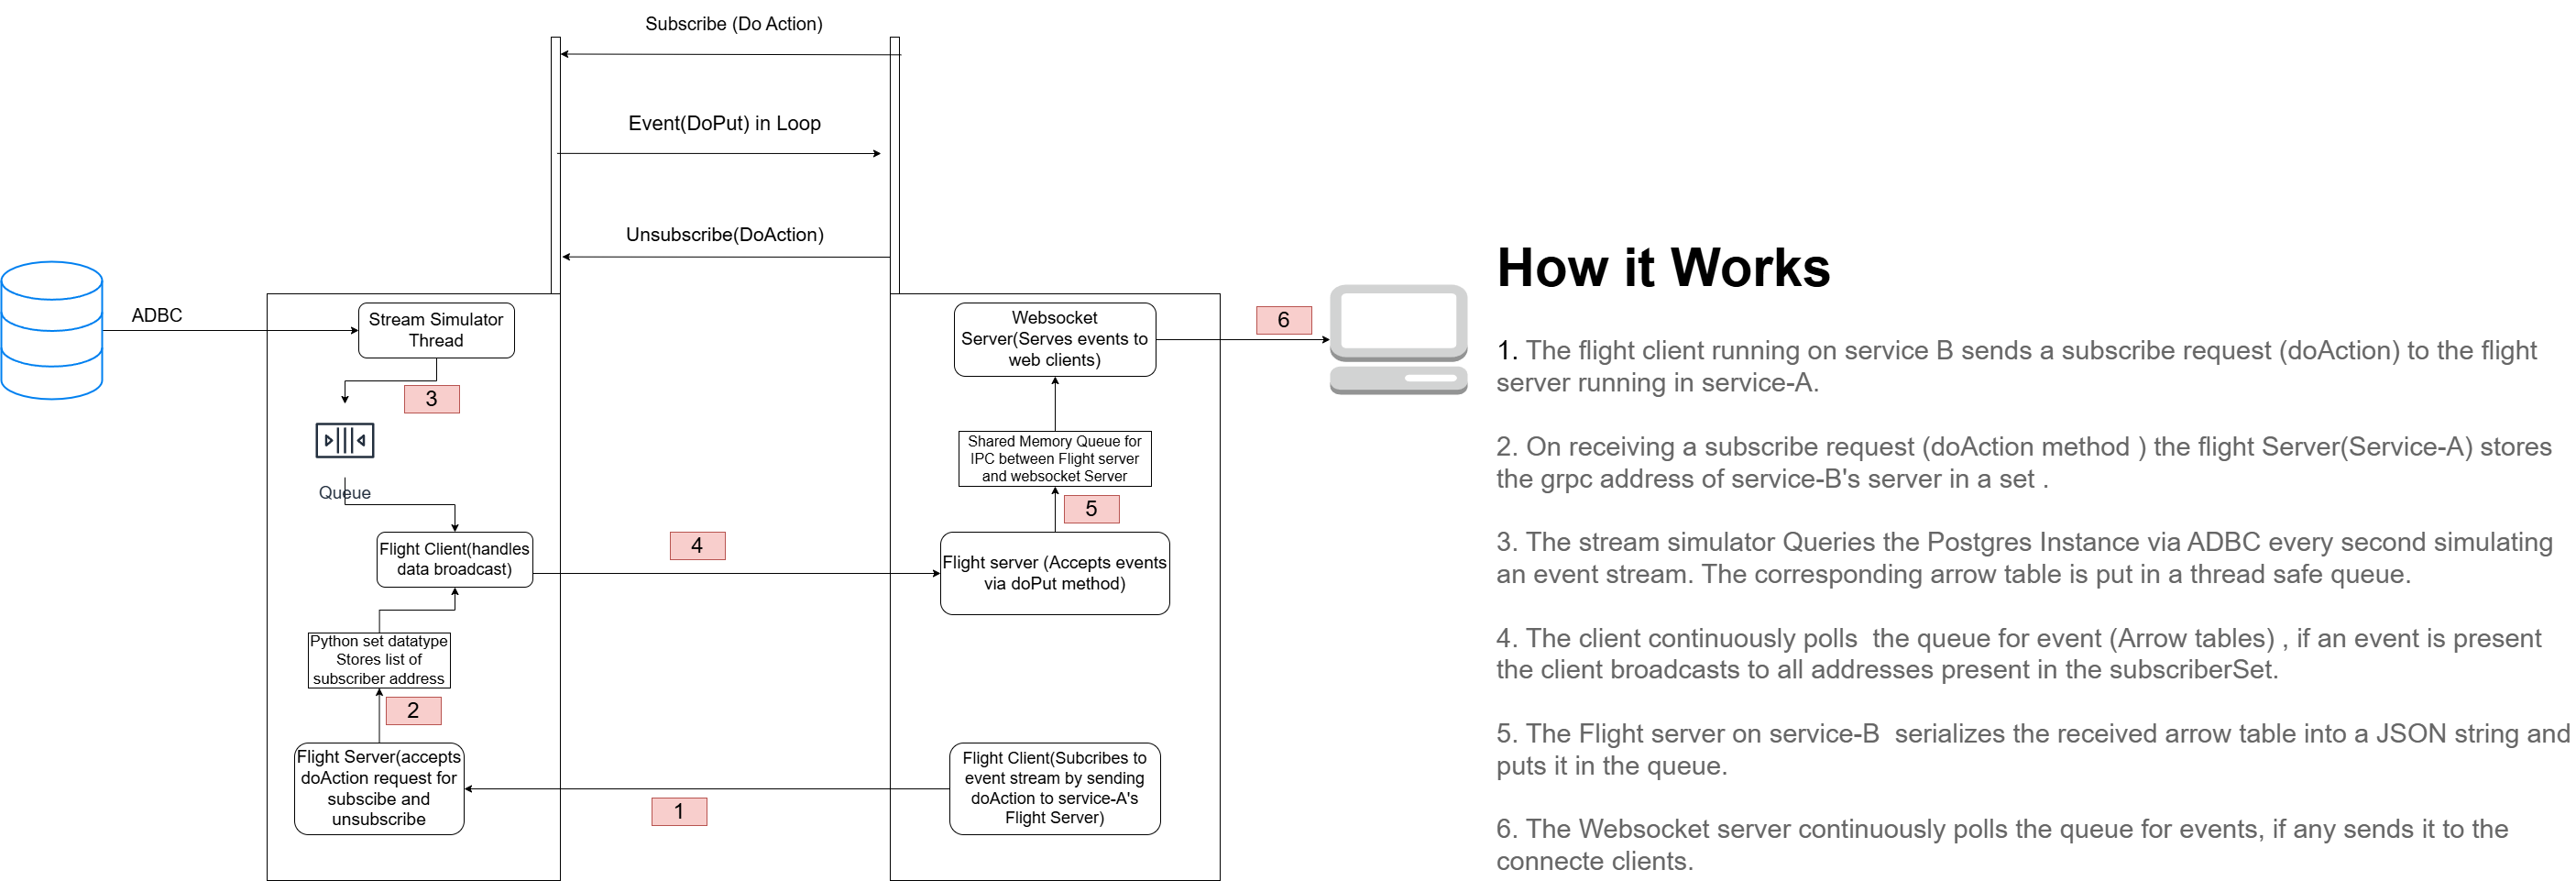 Subscribe (Do Action)
Event(DoPut) in Loop
Unsubscribe(DoAction)
ADBC
Stream Simulator
Thread
3
Queue
Flight Client(handles
data broadcast)
Python set datatype
Stores list of
subscriber address
2
Flight Server(accepts
doAction request for
subscibe and
unsubscribe
4
1
Websocket
Server(Serves events to
web clients)
6
Shared Memory Queue for
IPC between Flight server
and websocket Server
5
Flight server (Accepts events
via doPut method)
Flight Client(Subcribes to
event stream by sending
doAction to service-A's
Flight Server)
How it Works
1. The flight client running on service B sends a subscribe request (doAction) to the flight
server running in service-A.
2. On receiving a subscribe request (doAction method ) the flight Server(Service-A) stores
the grpc address of service-B's server in a set .
3. The stream simulator Queries the Postgres Instance via ADBC every second simulating
an event stream. The corresponding arrow table is put in a thread safe queue.
4. The client continuously polls  the queue for event (Arrow tables) , if an event is present
the client broadcasts to all addresses present in the subscriberSet.
5. The Flight server on service-B  serializes the received arrow table into a JSON string and
puts it in the queue.
6. The Websocket server continuously polls the queue for events, if any sends it to the
connecte clients.